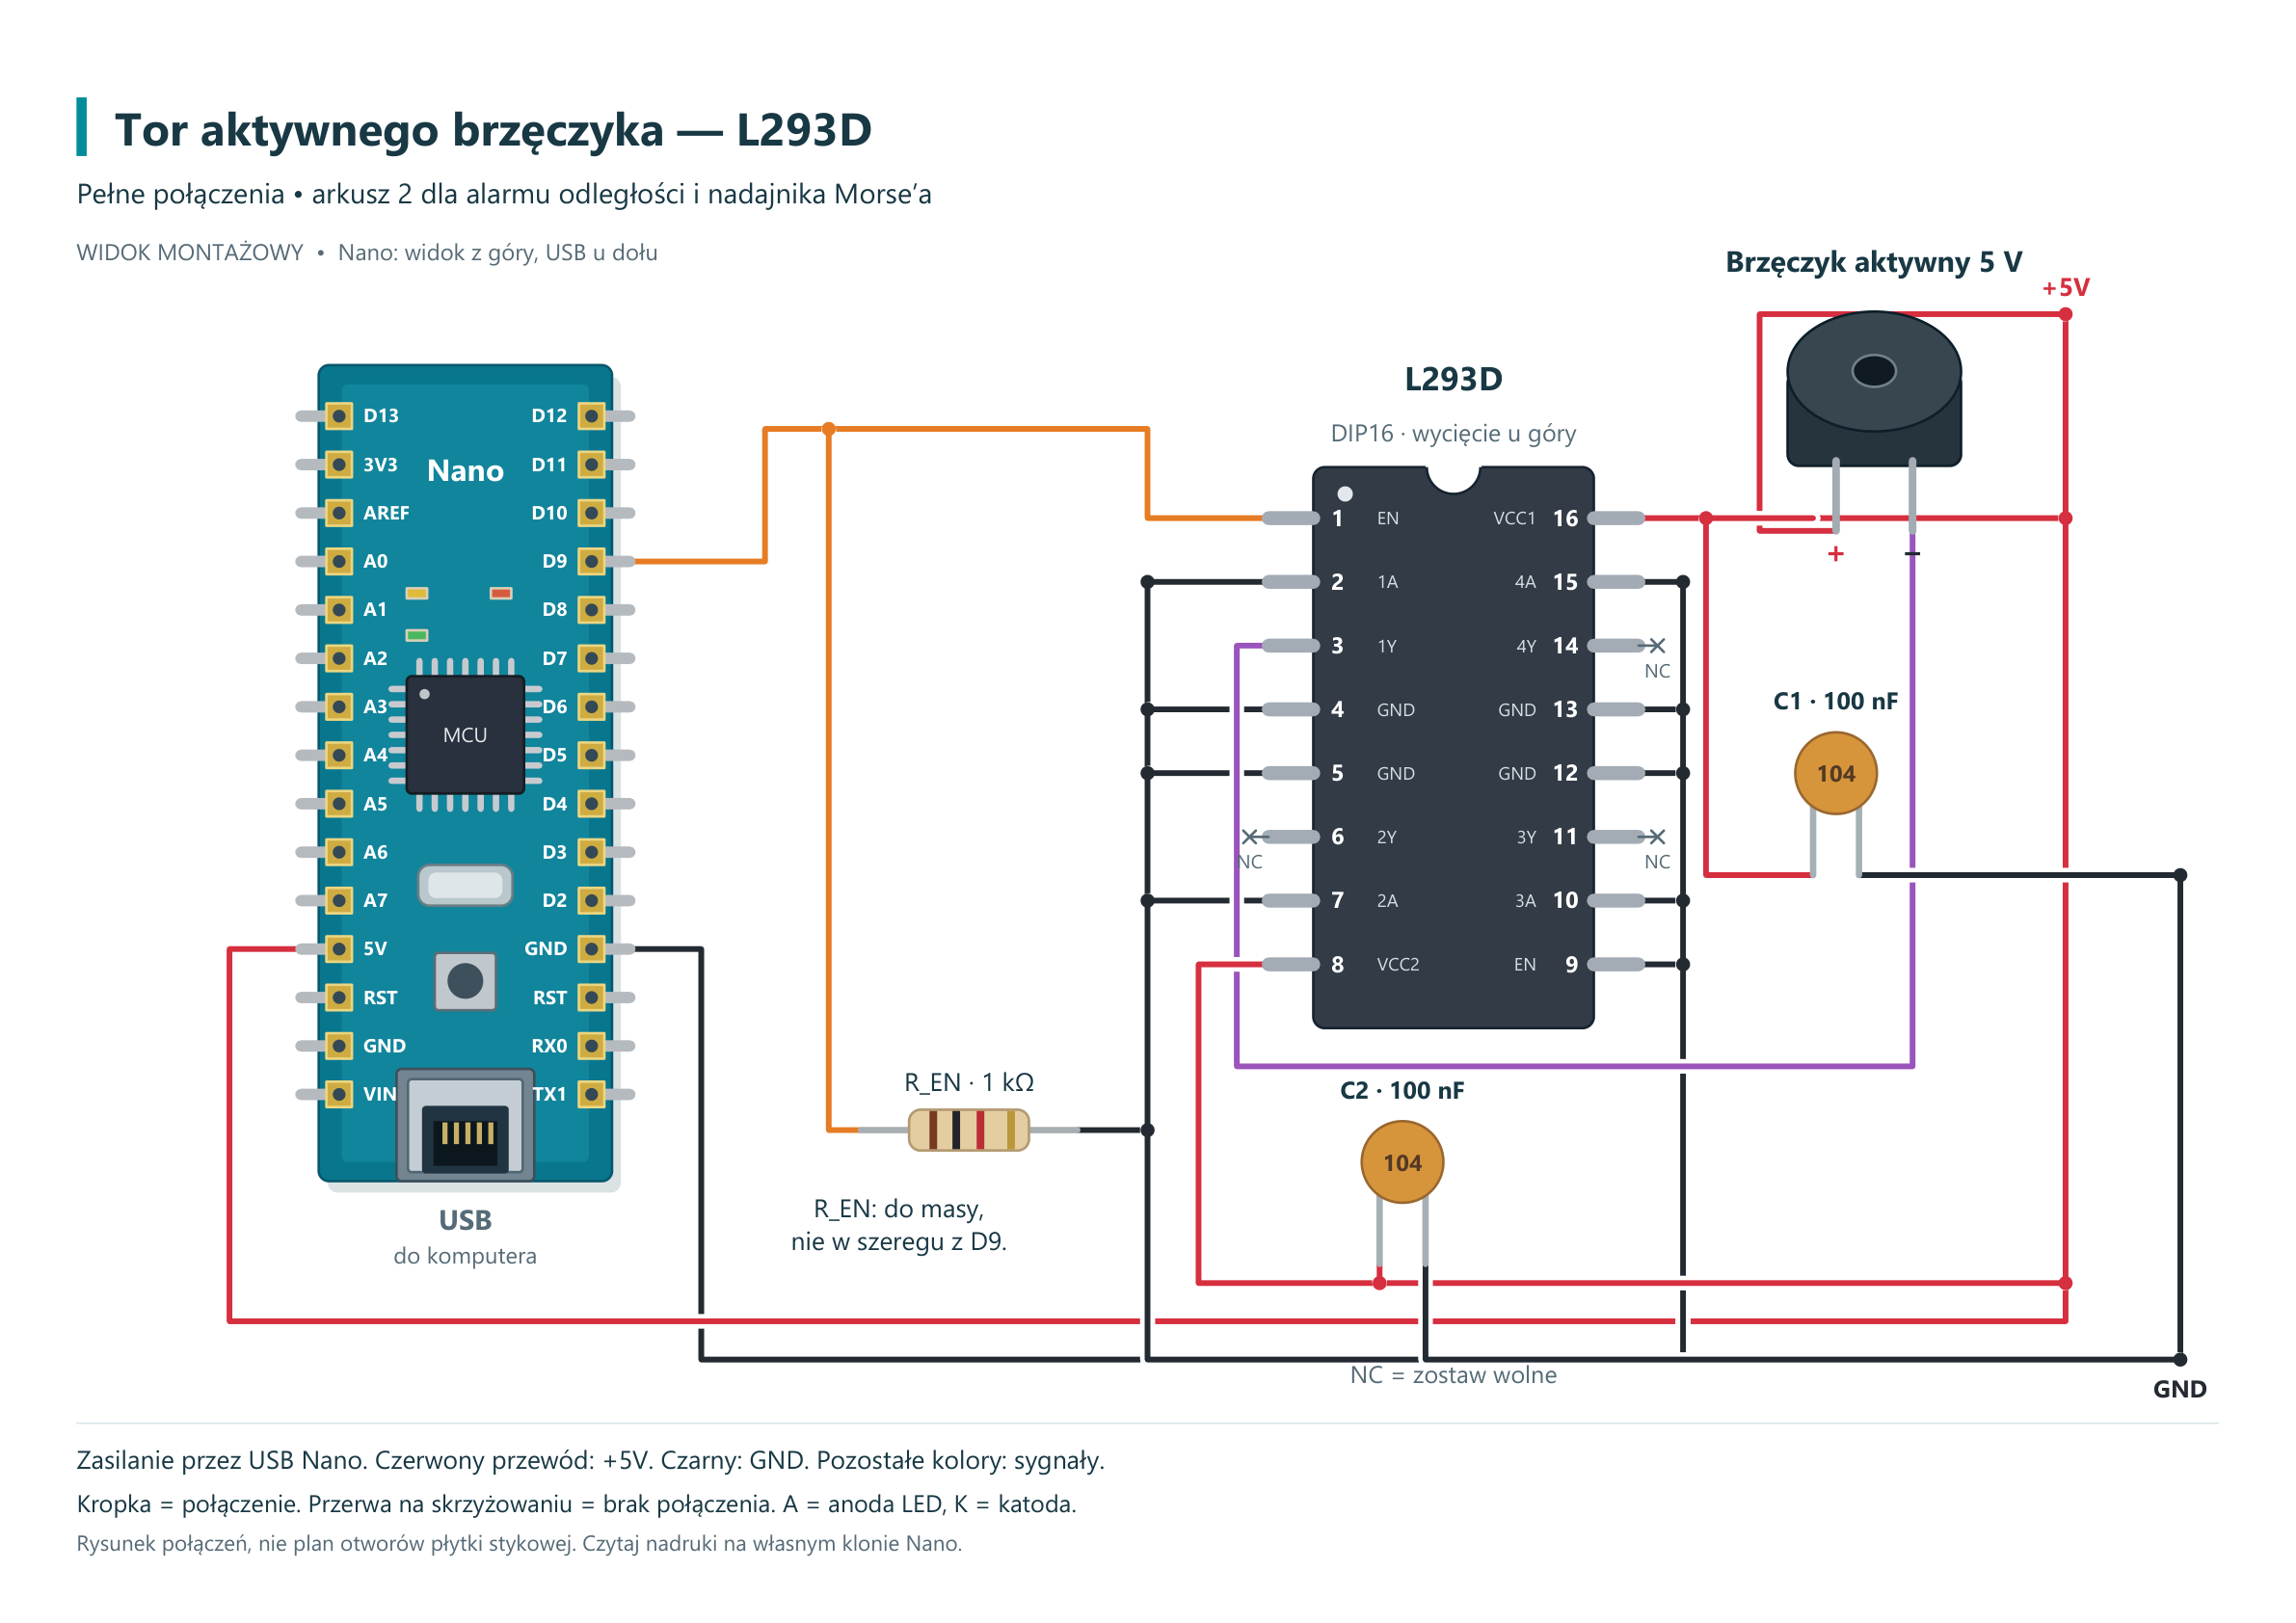 Tor aktywnego brzęczyka — L293D
Pełne połączenia • arkusz 2 dla alarmu odległości i nadajnika Morse’a
WIDOK MONTAŻOWY • Nano: widok z góry, USB u dołu
Brzęczyk aktywny 5 V
+5V
+
−
L293D
DIP16 · wycięcie u góry
Nano
D13 D12
3V3 D11
AREF D10
A0 D9
A1 D8
A2 D7
A3 D6
A4 D5
A5 D4
A6 D3
A7 D2
5V GND
RST RST
GND RX0
VIN TX1
MCU
USB
do komputera
1 EN VCC1 16
2 1A 4A 15
3 1Y 4Y 14
NC
4 GND GND 13
5 GND GND 12
6 2Y 3Y 11
NC NC
7 2A 3A 10
8 VCC2 EN 9
C1 · 100 nF
104
R_EN · 1 kΩ
R_EN: do masy,
nie w szeregu z D9.
C2 · 100 nF
104
NC = zostaw wolne
GND
Zasilanie przez USB Nano. Czerwony przewód: +5V. Czarny: GND. Pozostałe kolory: sygnały.
Kropka = połączenie. Przerwa na skrzyżowaniu = brak połączenia. A = anoda LED, K = katoda.
Rysunek połączeń, nie plan otworów płytki stykowej. Czytaj nadruki na własnym klonie Nano.